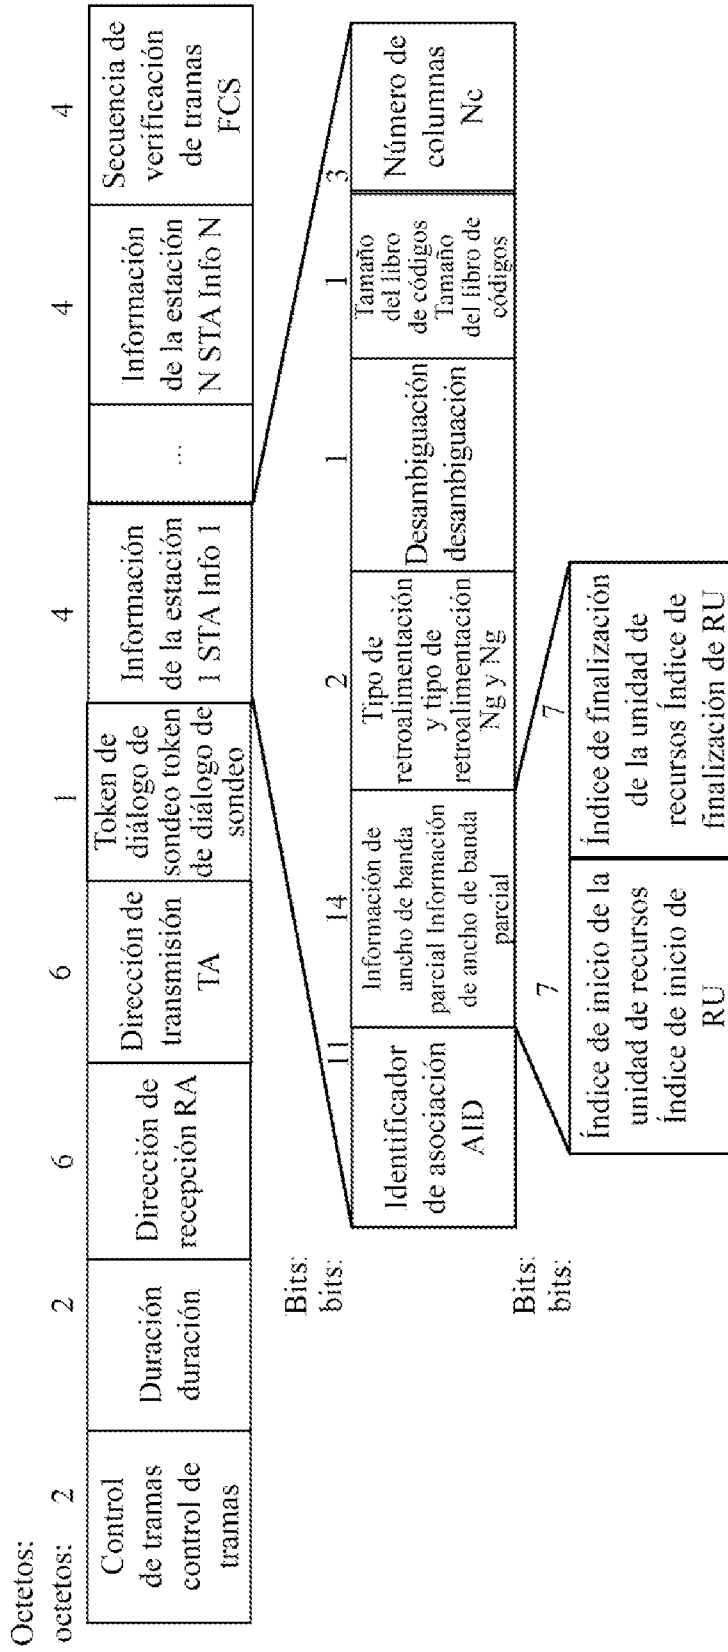 Octetos:
octetos:
2
2
6
6
1
4
4
4
Control
de tramas
control de
tramas
Duración
duración
Dirección de
recepción RA
Dirección de
transmisión
TA
Token de
diálogo de
sondeo token
de diálogo de
sondeo
Información
de la estación
1 STA Info 1
...
Información
de la estación
N STA Info N
Secuencia de
verificación
de tramas
FCS
Bits:
bits:
11
14
2
1
1
3
Identificador
de asociación
AID
Información de
ancho de banda
parcial Información
de ancho de banda
parcial
Tipo de
retroalimentación
y tipo de
retroalimentación
Ng y Ng
Desambiguación
desambiguación
Tamaño
del libro
de códigos
Tamaño
del libro de
códigos
Número de
columnas
Nc
Bits:
bits:
7
7
Índice de inicio de la
unidad de recursos
Índice de inicio de
RU
Índice de finalización
de la unidad de
recursos Índice de
finalización de RU